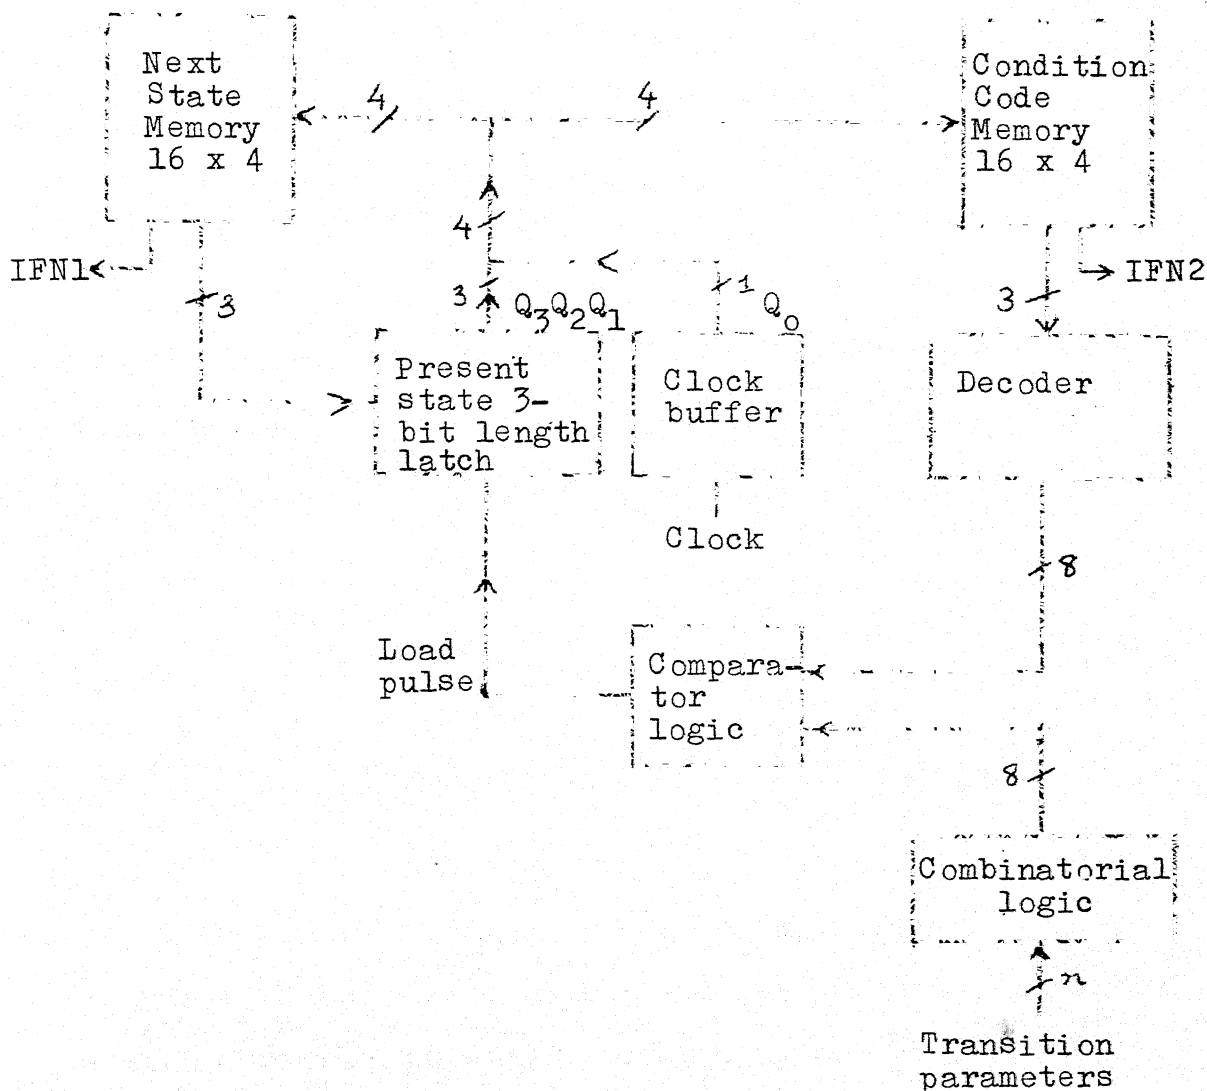 Next
State
Memory
16 x 4
Condition
Code
Memory
16 x 4
4
4
4
IFN1
IFN2
3
3
Q3Q2Q1
1
Q0
3
Present
state 3-
bit length
latch
Clock
buffer
Decoder
Clock
8
Load
pulse
Compara-
tor
logic
8
Combinatorial
logic
n
Transition
parameters